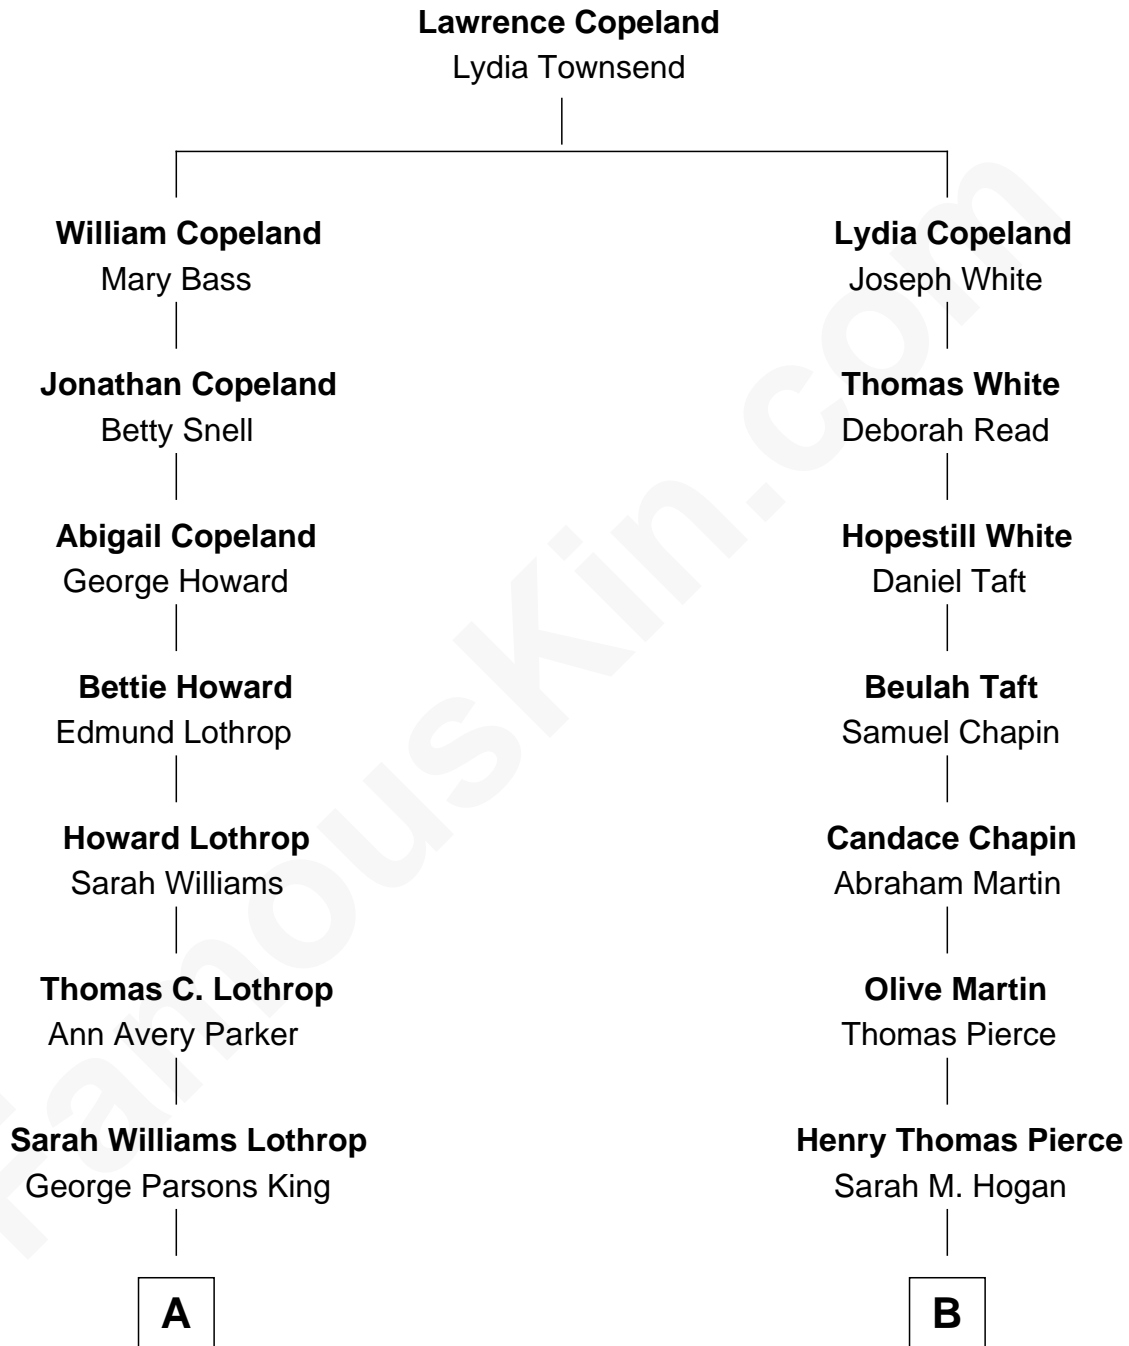 Lawrence Copeland
Lydia Townsend
William Copeland
Mary Bass
Lydia Copeland
Joseph White
Jonathan Copeland
Betty Snell
Thomas White
Deborah Read
Abigail Copeland
George Howard
Hopestill White
Daniel Taft
Bettie Howard
Edmund Lothrop
Beulah Taft
Samuel Chapin
Howard Lothrop
Sarah Williams
Candace Chapin
Abraham Martin
Thomas C. Lothrop
Ann Avery Parker
Olive Martin
Thomas Pierce
Sarah Williams Lothrop
George Parsons King
Henry Thomas Pierce
Sarah M. Hogan
A
B
FamousKin.com